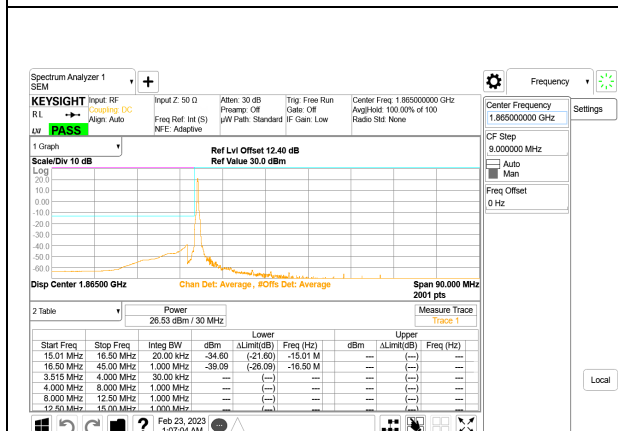 Spectrum Analyzer 1
SEM
+
Frequency
KEYSIGHT
RL
PASS
Input: RF
Coupling: DC
Align: Auto
Input Z: 50 Ω
Freq Ref: Int (S)
NFE: Adaptive
Atten: 30 dB
Preamp: Off
µW Path: Standard
Trig: Free Run
Gate: Off
IF Gain: Low
Center Freq: 1.865000000 GHz
Avg|Hold: 100.00% of 100
Radio Std: None
Center Frequency
1.865000000 GHz
Settings
CF Step
9.000000 MHz
Auto
Man
Freq Offset
0 Hz
Local
1 Graph
Scale/Div 10 dB
Ref Lvl Offset 12.40 dB
Ref Value 30.0 dBm
Log
20.0
10.0
0.00
-10.0
-20.0
-30.0
-40.0
-50.0
-60.0
Disp Center 1.86500 GHz
Chan Det: Average , #Offs Det: Average
Span 90.000 MHz
2001 pts
2 Table
Power
26.53 dBm / 30 MHz
Measure Trace
Trace 1
Lower Upper
Start Freq Stop Freq Integ BW dBm ΔLimit(dB) Freq (Hz) dBm ΔLimit(dB) Freq (Hz)
15.01 MHz 16.50 MHz 20.00 kHz -34.60 (-21.60) -15.01 M --- (---) ---
16.50 MHz 45.00 MHz 1.000 MHz -39.09 (-26.09) -16.50 M --- (---) ---
3.515 MHz 4.000 MHz 30.00 kHz --- (---) --- --- (---) ---
4.000 MHz 8.000 MHz 1.000 MHz --- (---) --- --- (---) ---
8.000 MHz 12.50 MHz 1.000 MHz --- (---) --- --- (---) ---
12.50 MHz 15.00 MHz 1.000 MHz --- (---) --- --- (---) ---
?
Feb 23, 2023
1:07:04 AM